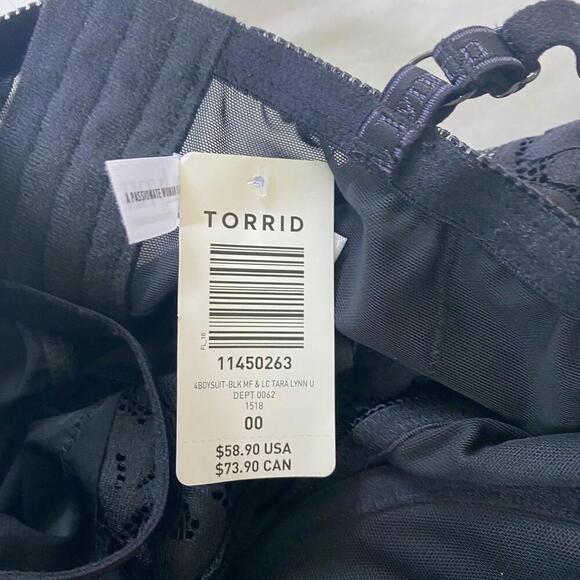 A PASSIONATE WOMAN
TORRID
FL_16
11450263
4BDYSUIT-BLK MF & LC TARA LYNN U
DEPT 0062
1518
00
$58.90 USA
$73.90 CAN